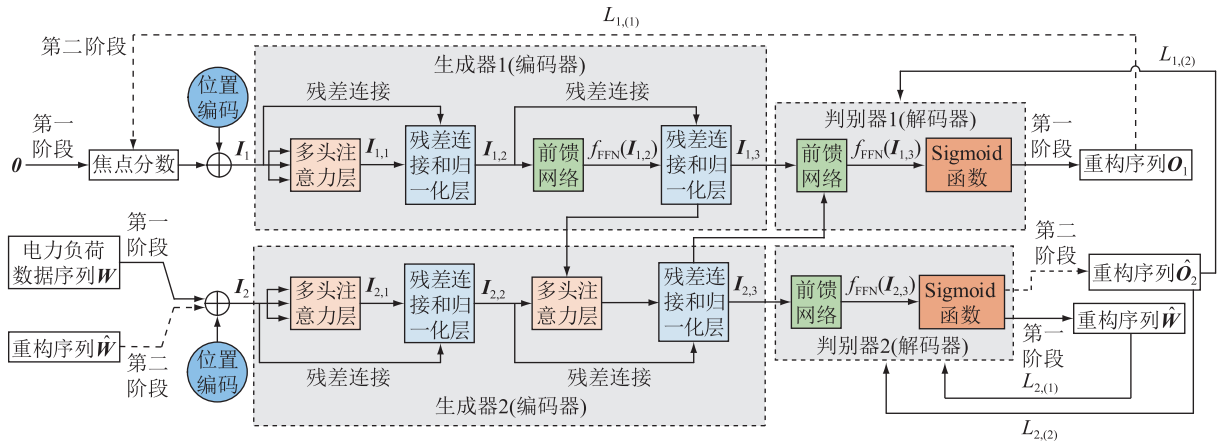 L₁,₍₁₎
第二阶段
位置
编码
生成器1(编码器)
残差连接
残差连接
L₁,₍₂₎
第一
阶段
0
焦点分数
I₁
多头注
意力层
I₁,₁
残差连
接和归
一化层
I₁,₂
前馈
网络
f_FFN(I₁,₂)
残差连
接和归
一化层
I₁,₃
判别器1(解码器)
前馈
网络
f_FFN(I₁,₃)
Sigmoid
函数
第一
阶段
重构序列O₁
电力负荷
数据序列W
第一
阶段
重构序列Ŵ
第二
阶段
位置
编码
I₂
多头注
意力层
I₂,₁
残差连
接和归
一化层
I₂,₂
多头注
意力层
残差连
接和归
一化层
I₂,₃
残差连接
残差连接
生成器2(编码器)
前馈
网络
f_FFN(I₂,₃)
Sigmoid
函数
判别器2(解码器)
第二
阶段
重构序列Ô₂
第一
阶段
重构序列Ŵ
L₂,₍₁₎
L₂,₍₂₎